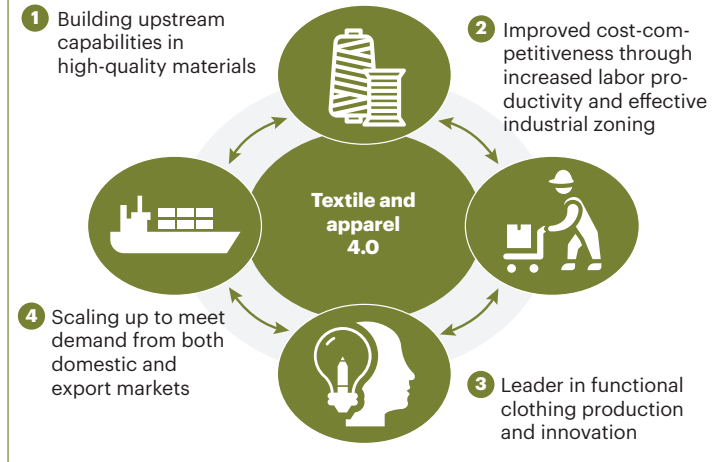 1 Building upstream
capabilities in
high-quality materials
2 Improved cost-com-
petitiveness through
increased labor pro-
ductivity and effective
industrial zoning
Textile and
apparel
4.0
4 Scaling up to meet
demand from both
domestic and
export markets
3 Leader in functional
clothing production
and innovation